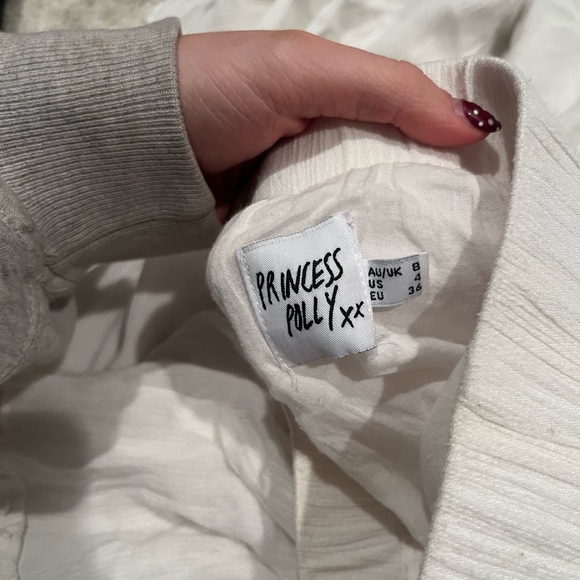 PRINCESS
POLLY xx
AU/UK 8
US 4
EU 36